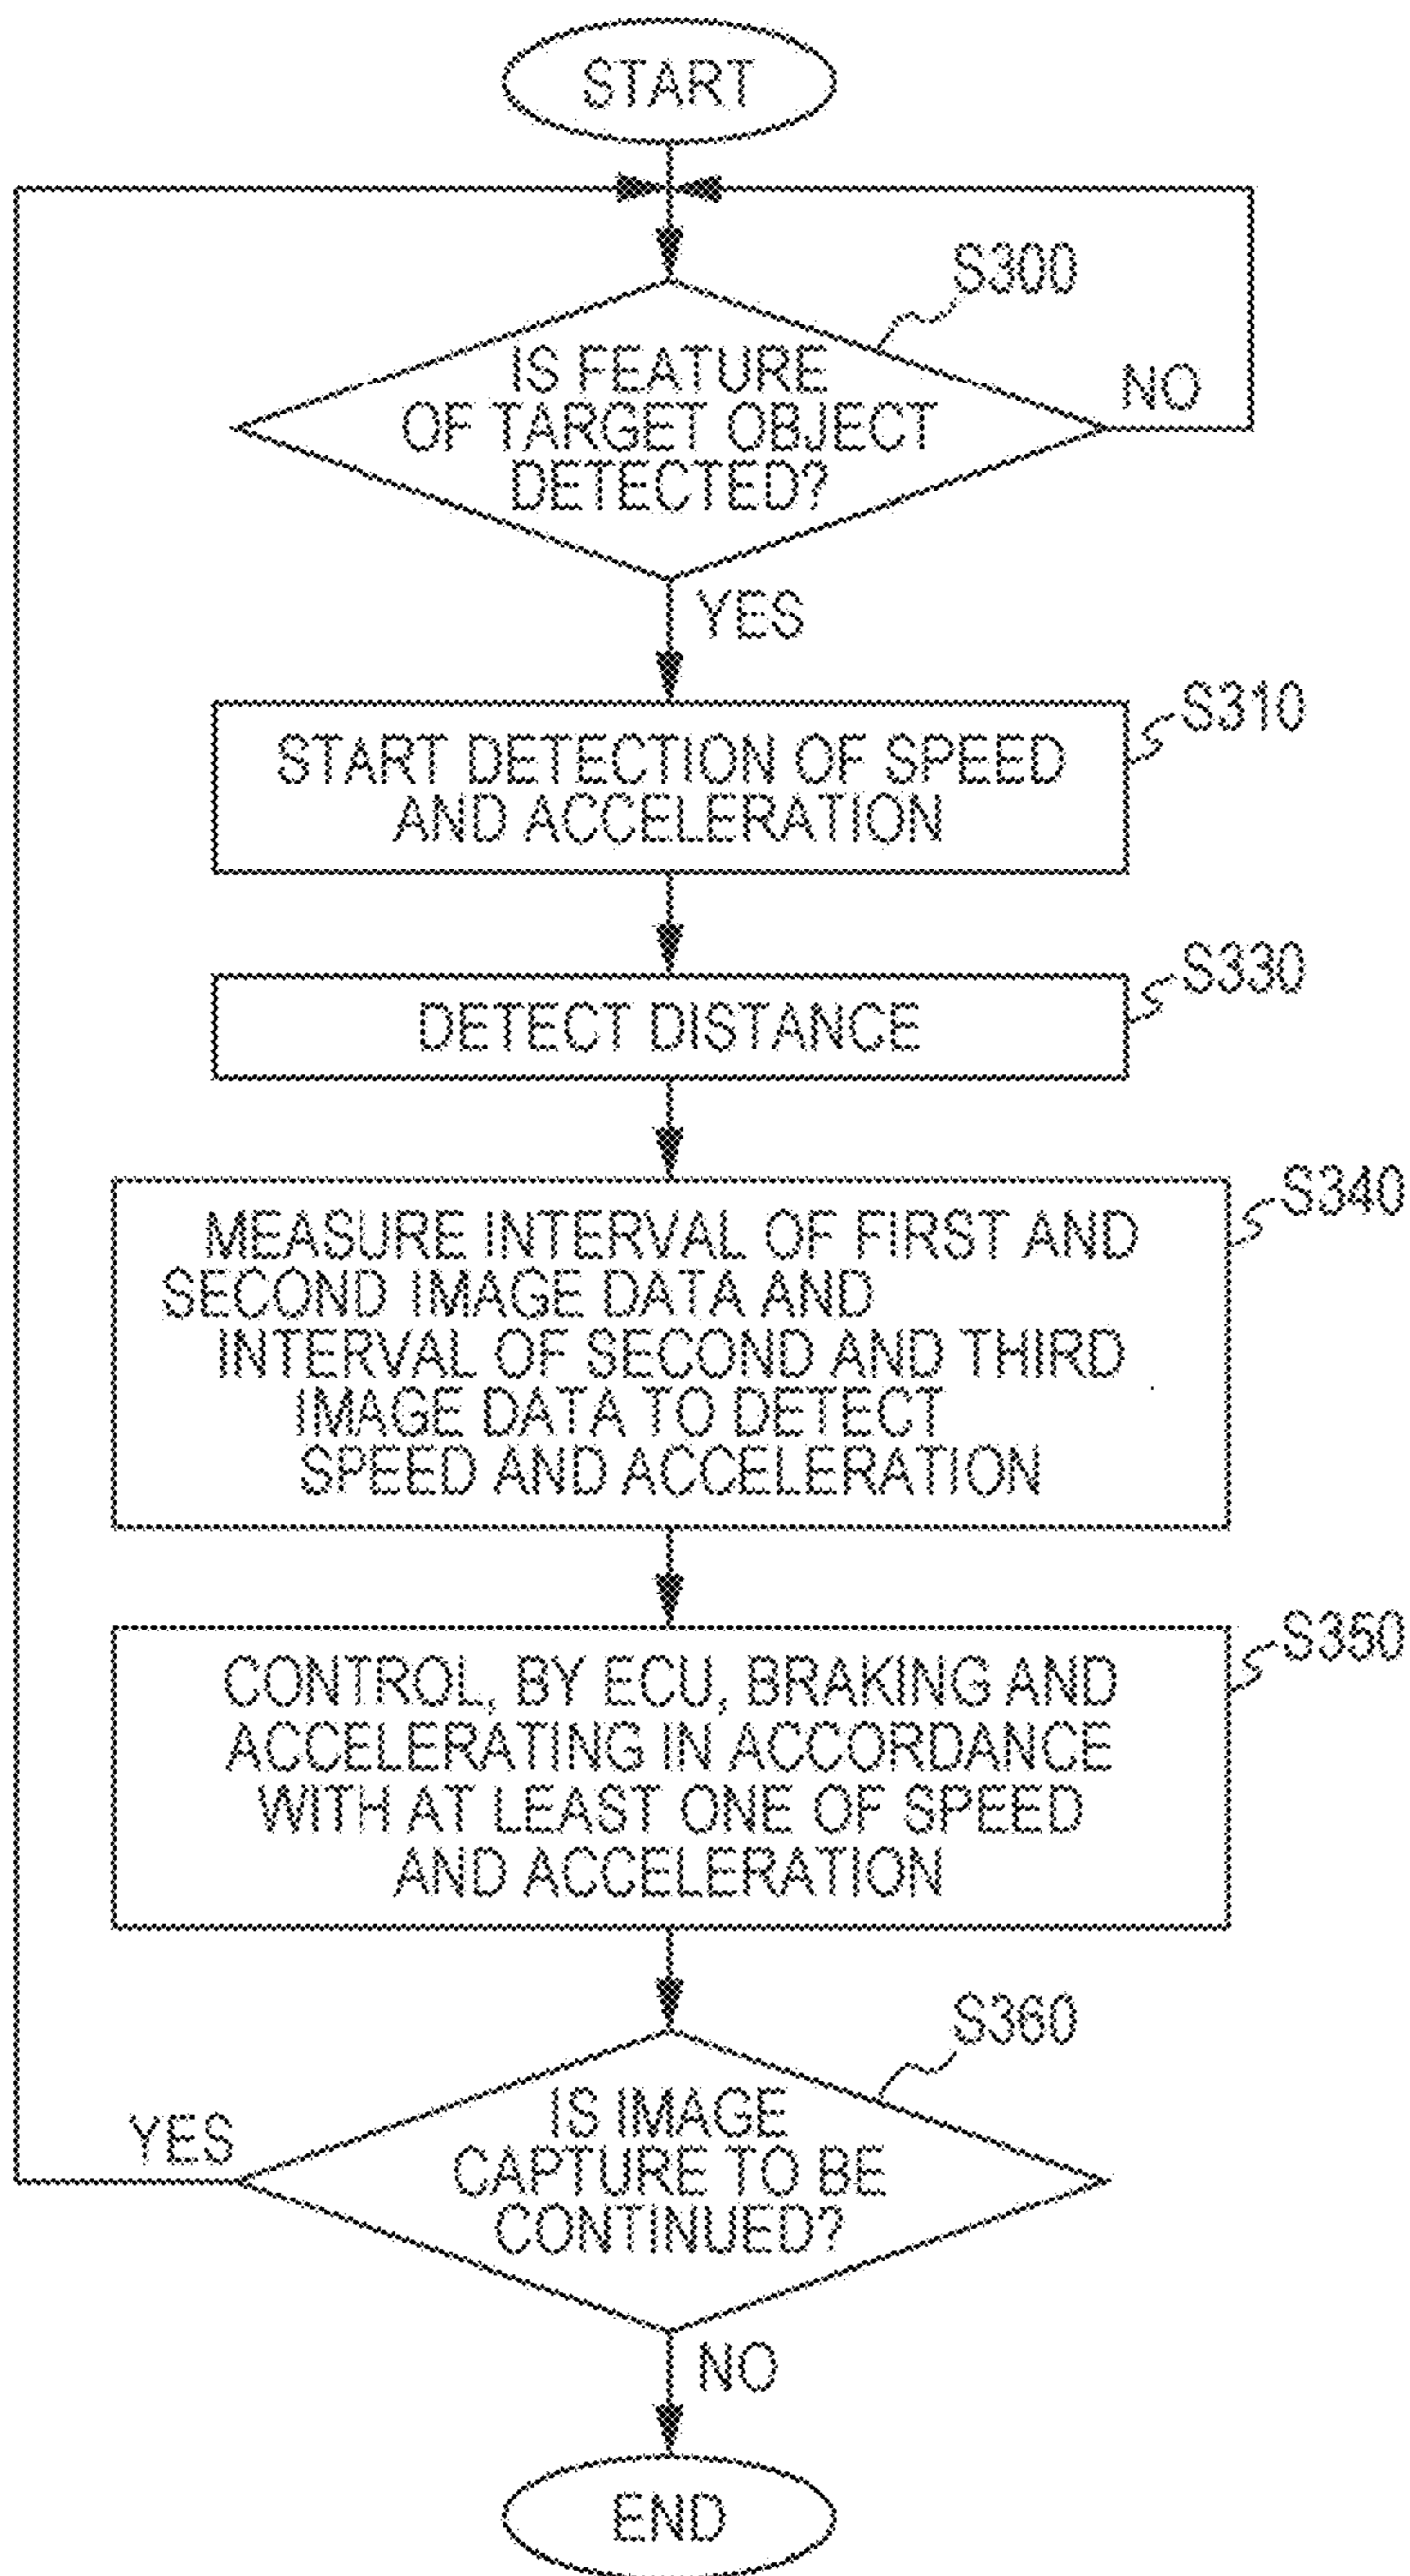 START
S300
IS FEATURE
OF TARGET OBJECT
DETECTED?
NO
YES
S310
START DETECTION OF SPEED
AND ACCELERATION
S330
DETECT DISTANCE
S340
MEASURE INTERVAL OF FIRST AND
SECOND IMAGE DATA AND
INTERVAL OF SECOND AND THIRD
IMAGE DATA TO DETECT
SPEED AND ACCELERATION
S350
CONTROL, BY ECU, BRAKING AND
ACCELERATING IN ACCORDANCE
WITH AT LEAST ONE OF SPEED
AND ACCELERATION
S360
IS IMAGE
CAPTURE TO BE
CONTINUED?
YES
NO
END